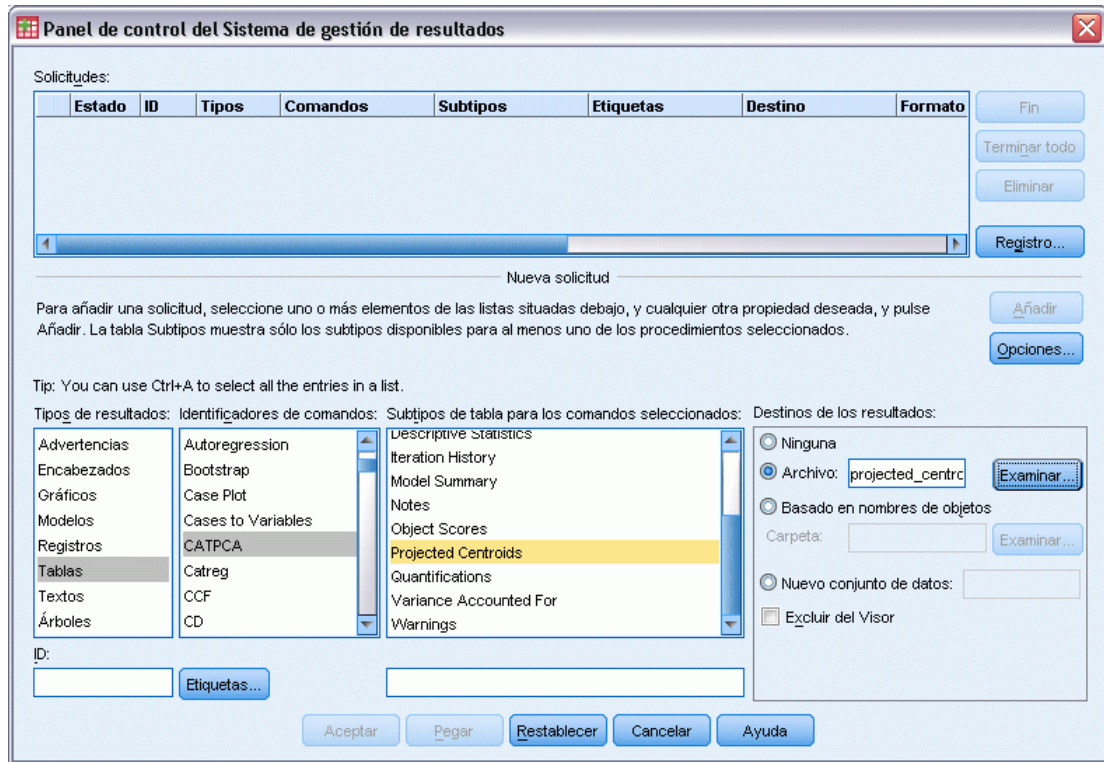 Panel de control del Sistema de gestión de resultados
Solicitudes:
Estado ID Tipos Comandos Subtipos Etiquetas Destino Formato
Fin
Terminar todo
Eliminar
Registro...
Nueva solicitud
Para añadir una solicitud, seleccione uno o más elementos de las listas situadas debajo, y cualquier otra propiedad deseada, y pulse
Añadir. La tabla Subtipos muestra sólo los subtipos disponibles para al menos uno de los procedimientos seleccionados.
Añadir
Opciones...
Tip: You can use Ctrl+A to select all the entries in a list.
Tipos de resultados:
Advertencias
Encabezados
Gráficos
Modelos
Registros
Tablas
Textos
Árboles
Identificadores de comandos:
Autoregression
Bootstrap
Case Plot
Cases to Variables
CATPCA
Catreg
CCF
CD
Subtipos de tabla para los comandos seleccionados:
Descriptive Statistics
Iteration History
Model Summary
Notes
Object Scores
Projected Centroids
Quantifications
Variance Accounted For
Warnings
Destinos de los resultados:
Ninguna
Archivo: projected_centrc Examinar...
Basado en nombres de objetos
Carpeta: Examinar...
Nuevo conjunto de datos:
Excluir del Visor
ID:
Etiquetas...
Aceptar Pegar Restablecer Cancelar Ayuda